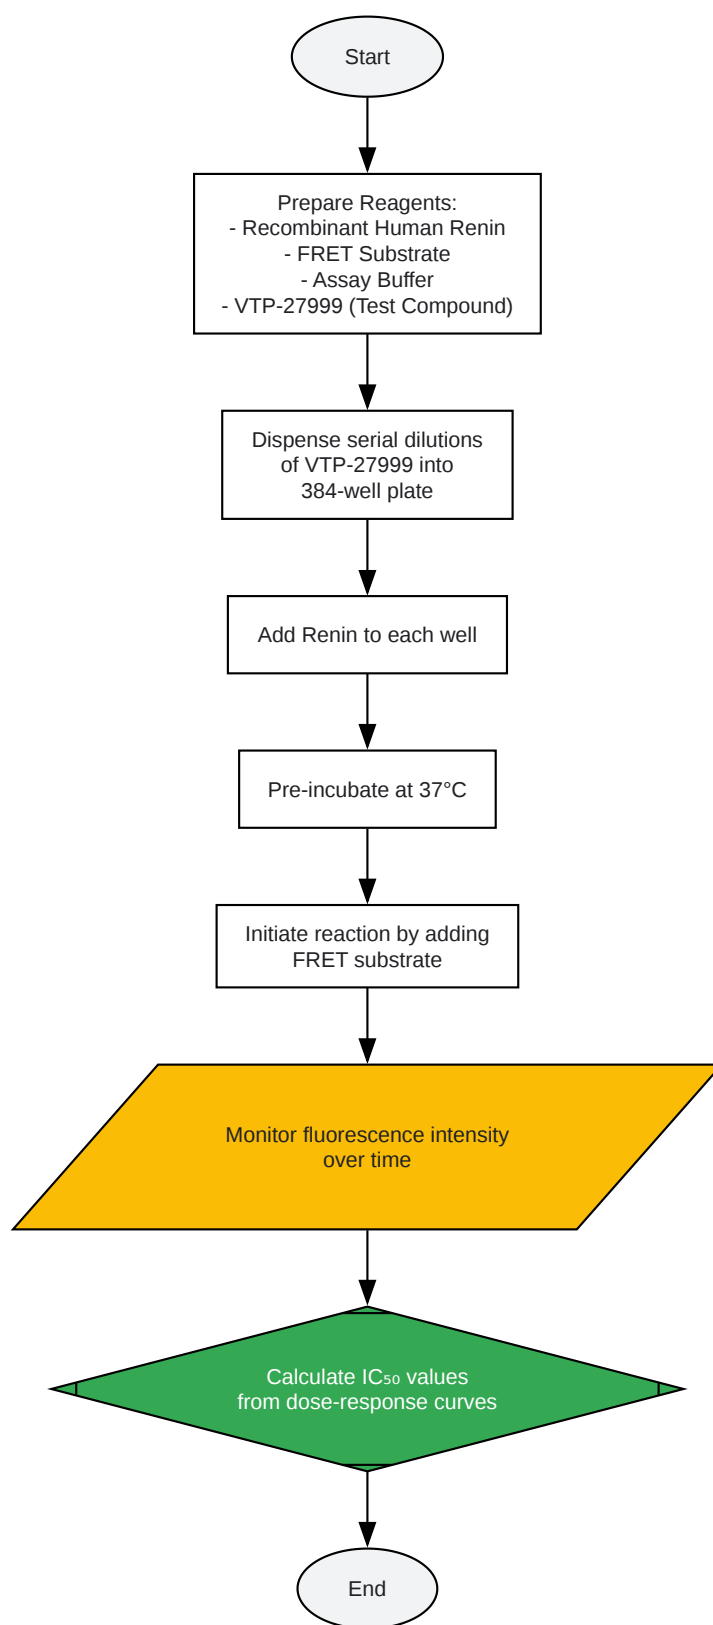 Start
Prepare Reagents:
- Recombinant Human Renin
- FRET Substrate
- Assay Buffer
- VTP-27999 (Test Compound)
Dispense serial dilutions
of VTP-27999 into
384-well plate
Add Renin to each well
Pre-incubate at 37°C
Initiate reaction by adding
FRET substrate
Monitor fluorescence intensity
over time
Calculate IC₅₀ values
from dose-response curves
End